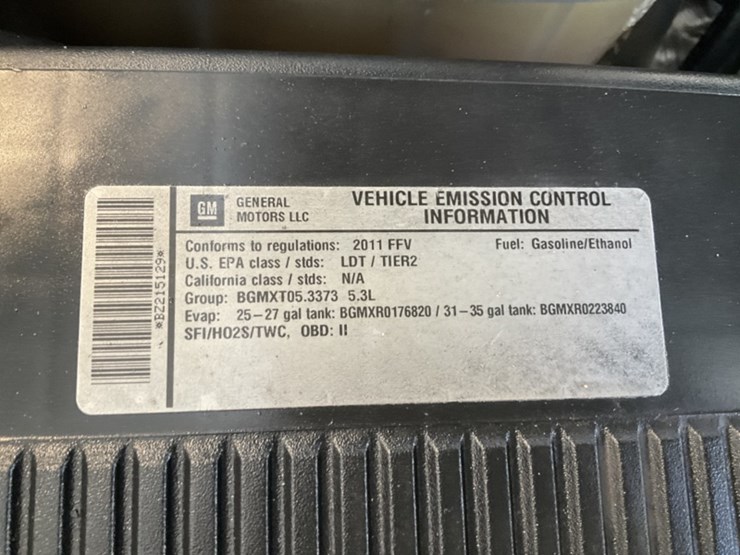 *BZ215129*
GM
GENERAL
MOTORS LLC
VEHICLE EMISSION CONTROL
INFORMATION
Conforms to regulations: 2011 FFV
Fuel: Gasoline/Ethanol
U.S. EPA class / stds: LDT / TIER2
California class / stds: N/A
Group: BGMXT05.3373 5.3L
Evap: 25-27 gal tank: BGMXR0176820 / 31-35 gal tank: BGMXR0223840
SFI/HO2S/TWC, OBD: II